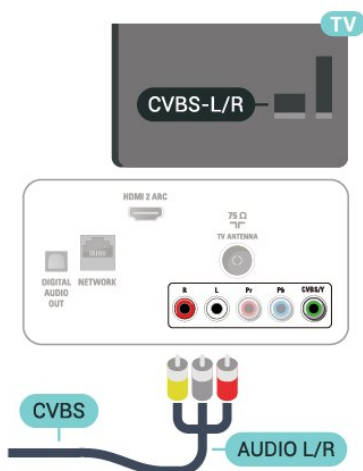 TV
CVBS-L/R
HDMI 2 ARC
75 Ω
TV ANTENNA
DIGITAL
AUDIO
OUT
NETWORK
R L Pr Pb CVBS/Y
CVBS
AUDIO L/R